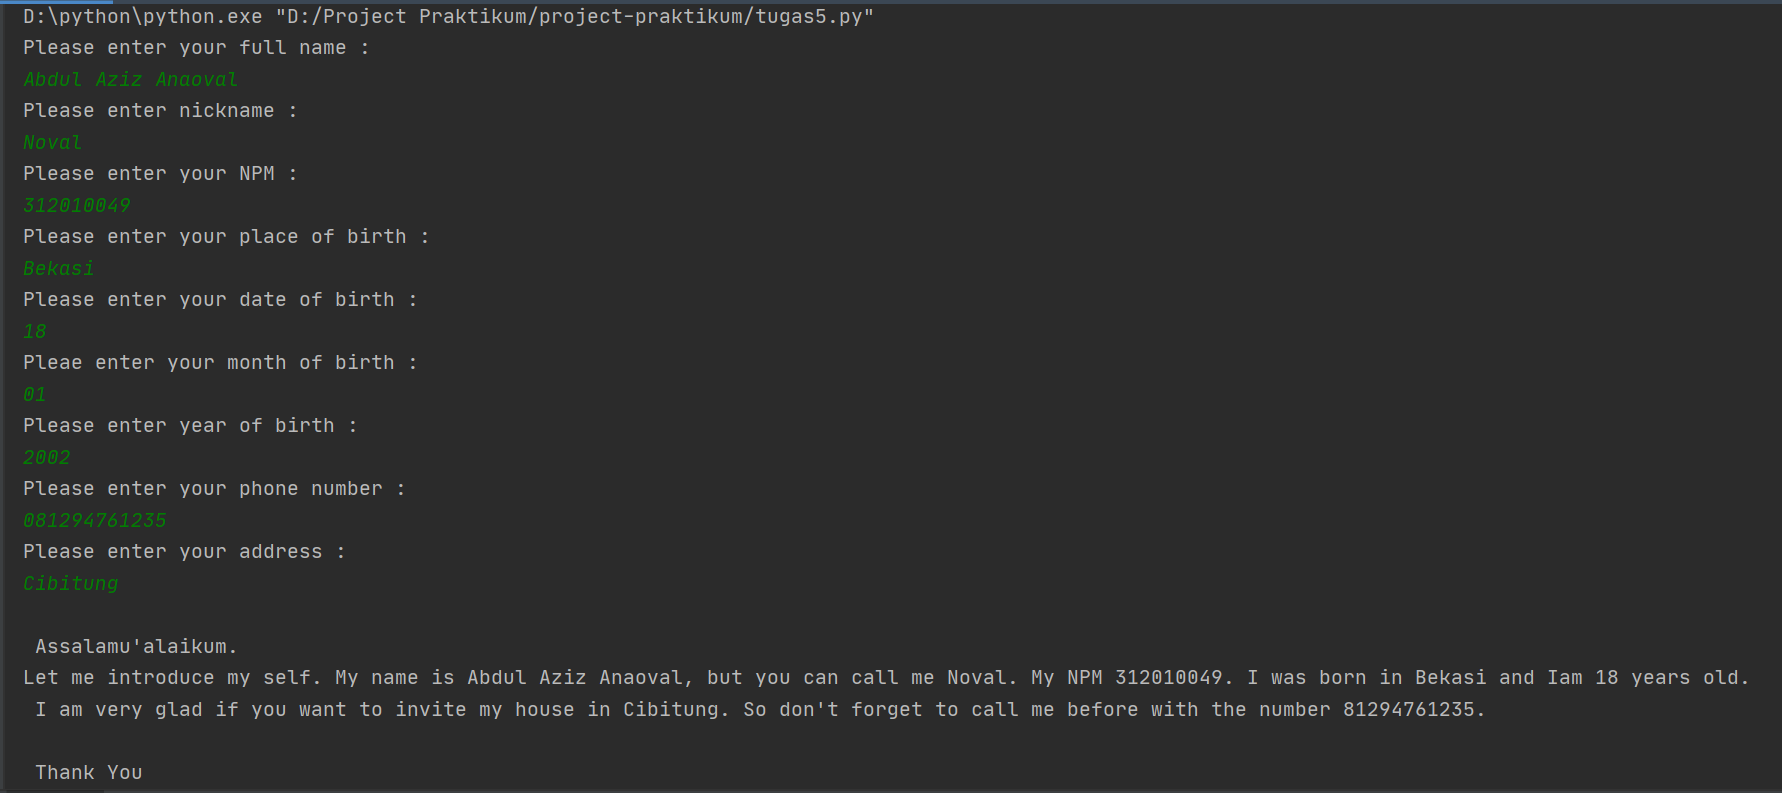 D:\python\python.exe "D:/Project Praktikum/project-praktikum/tugas5.py"
Please enter your full name :
Abdul Aziz Anaoval
Please enter nickname :
Noval
Please enter your NPM :
312010049
Please enter your place of birth :
Bekasi
Please enter your date of birth :
18
Pleae enter your month of birth :
01
Please enter year of birth :
2002
Please enter your phone number :
081294761235
Please enter your address :
Cibitung
Assalamu'alaikum.
Let me introduce my self. My name is Abdul Aziz Anaoval, but you can call me Noval. My NPM 312010049. I was born in Bekasi and Iam 18 years old.
I am very glad if you want to invite my house in Cibitung. So don't forget to call me before with the number 81294761235.
Thank You